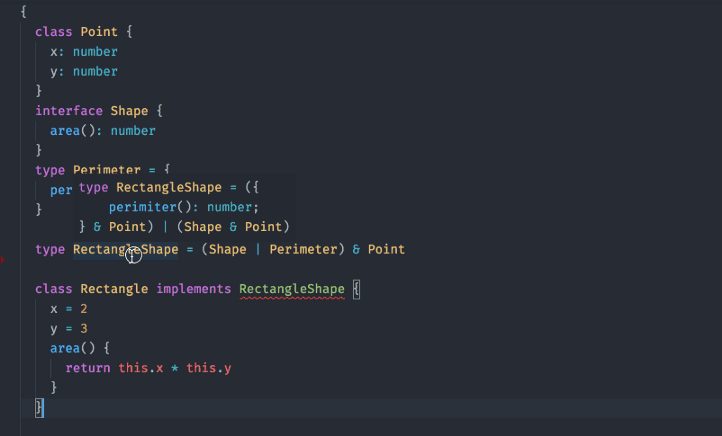 {
class Point {
x: number
y: number
}
interface Shape {
area(): number
}
type Perimeter = {
per
}
type RectangleShape = ({
perimiter(): number;
} & Point) | (Shape & Point)
type RectangleShape = (Shape | Perimeter) & Point
class Rectangle implements RectangleShape {
x = 2
y = 3
area() {
return this.x * this.y
}
}